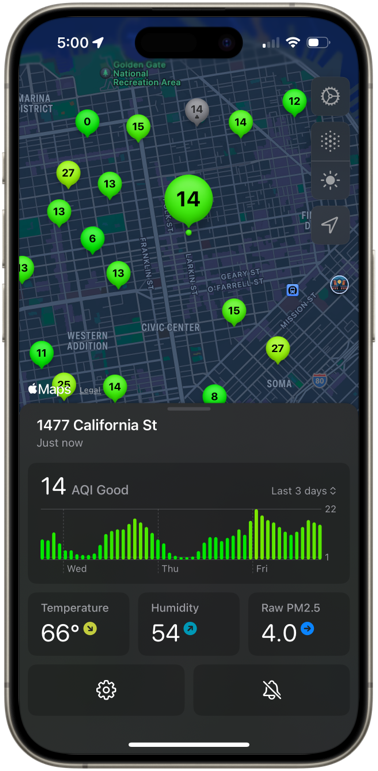 5:00
Golden Gate
National
Recreation Area
MARINA
DISTRICT
12
0
15
14
14
27
13
14
13
6
13
13
FRANKLIN ST
LARKIN ST
GEARY ST
O'FARRELL ST
MISSION ST
15
CIVIC CENTER
WESTERN
ADDITION
11
27
SOMA
80
25
14
8
Maps
Legal
1477 California St
Just now
14 AQI Good
Last 3 days
22
1
Wed
Thu
Fri
Temperature
66°
Humidity
54
Raw PM2.5
4.0